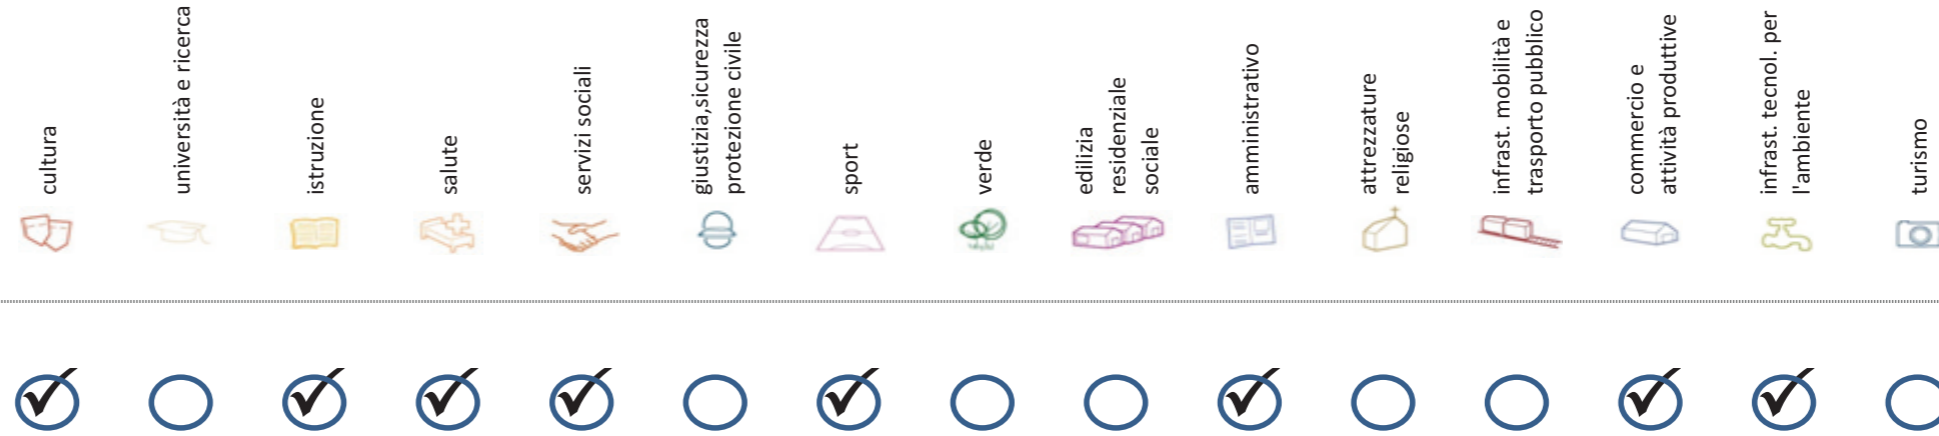 cultura
università e ricerca
istruzione
salute
servizi sociali
giustizia,sicurezza
protezione civile
sport
verde
edilizia
residenziale
sociale
amministrativo
attrezzature
religiose
infrast. mobilità e
trasporto pubblico
commercio e
attività produttive
infrast. tecnol. per
l'ambiente
turismo